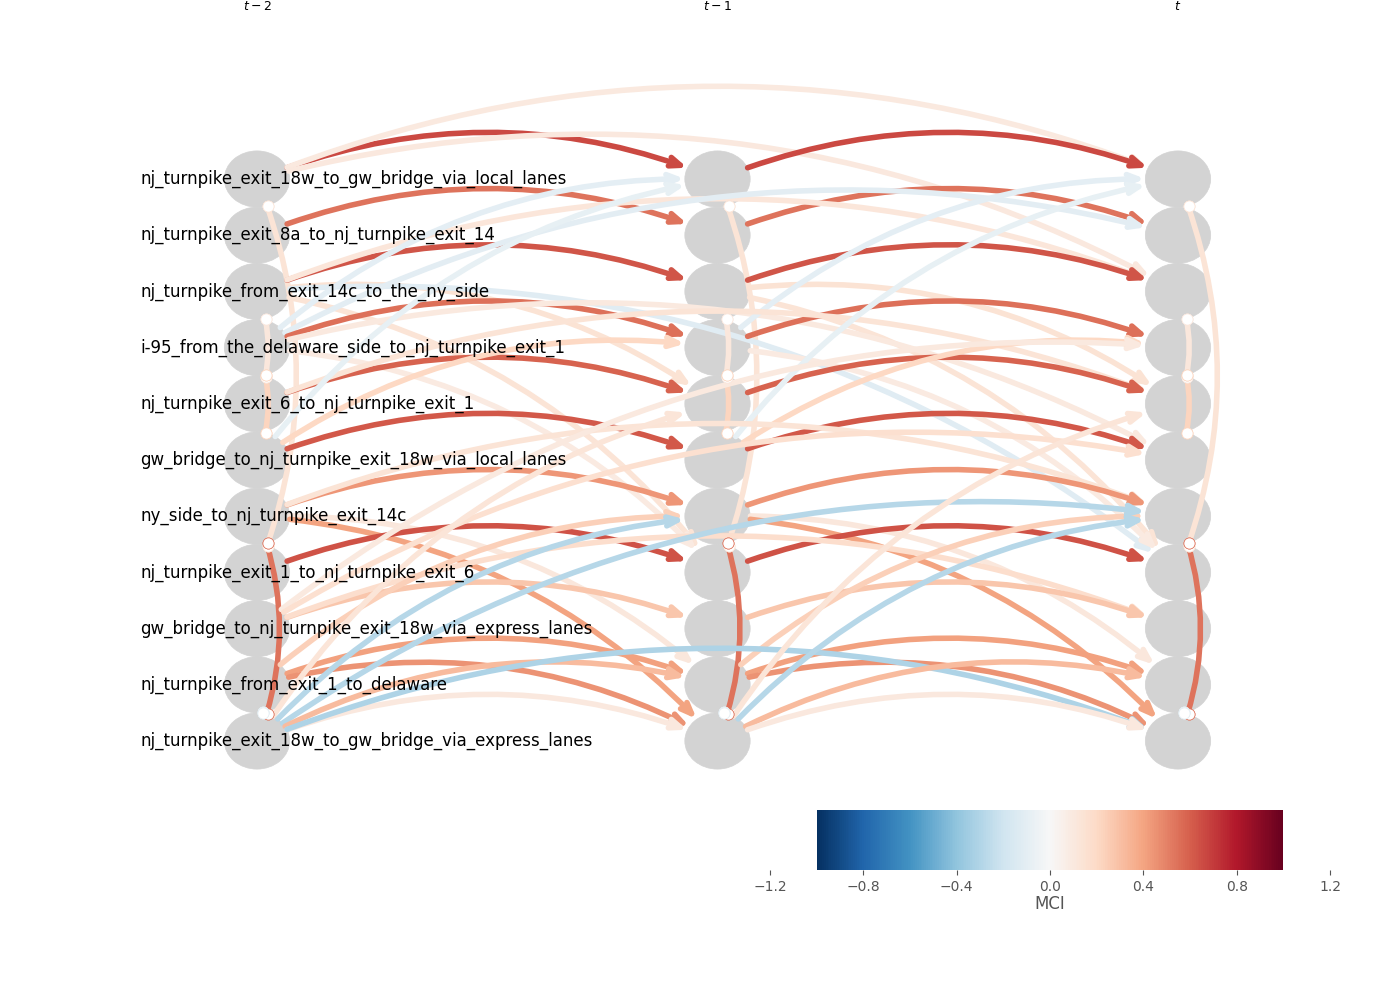 t − 2 t − 1 t
nj_turnpike_exit_18w_to_gw_bridge_via_local_lanes
nj_turnpike_exit_8a_to_nj_turnpike_exit_14
nj_turnpike_from_exit_14c_to_the_ny_side
i-95_from_the_delaware_side_to_nj_turnpike_exit_1
nj_turnpike_exit_6_to_nj_turnpike_exit_1
gw_bridge_to_nj_turnpike_exit_18w_via_local_lanes
ny_side_to_nj_turnpike_exit_14c
nj_turnpike_exit_1_to_nj_turnpike_exit_6
gw_bridge_to_nj_turnpike_exit_18w_via_express_lanes
nj_turnpike_from_exit_1_to_delaware
nj_turnpike_exit_18w_to_gw_bridge_via_express_lanes
−1.2 −0.8 −0.4 0.0 0.4 0.8 1.2
MCI